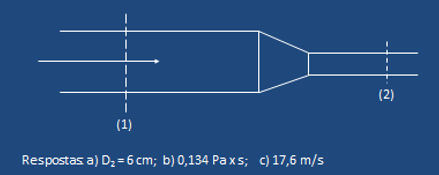 (1)
(2)
Respostas: a) D₂ = 6 cm; b) 0,134 Pa x s; c) 17,6 m/s